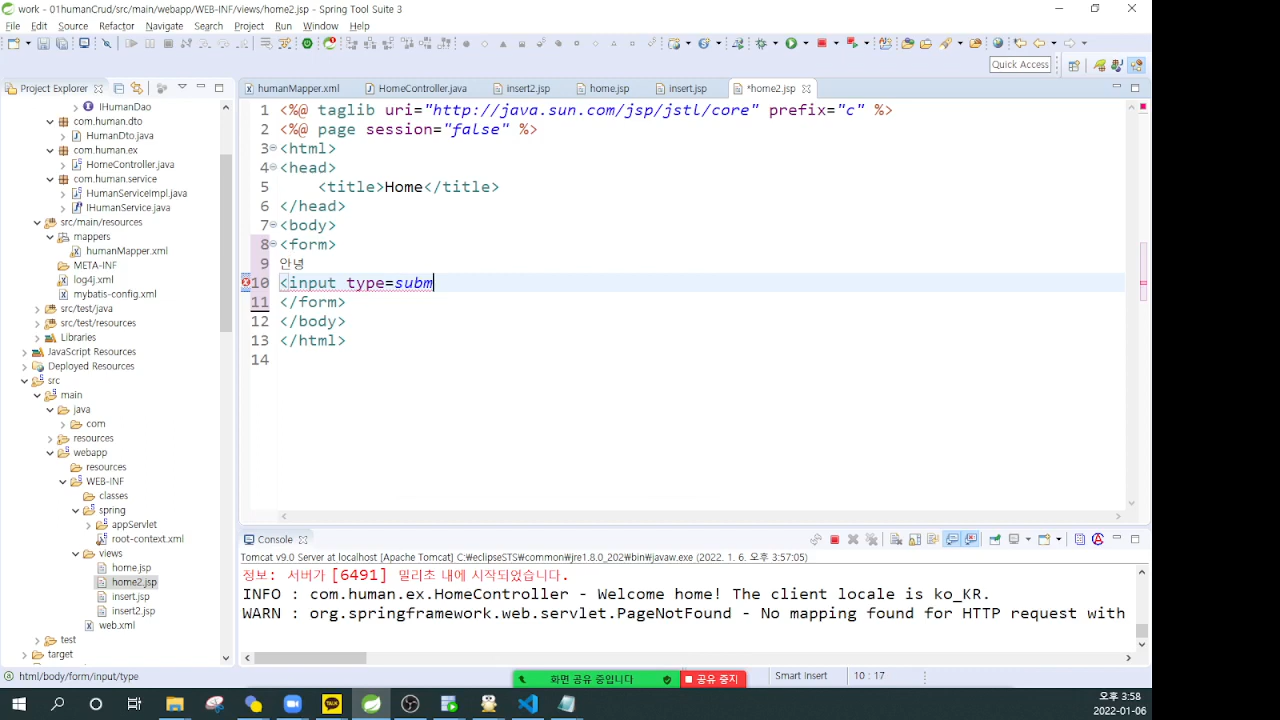 work - 01humanCrud/src/main/webapp/WEB-INF/views/home2.jsp - Spring Tool Suite 3
File Edit Source Refactor Navigate Search Project Run Window Help
Quick Access
Project Explorer
humanMapper.xml HomeController.java insert2.jsp home.jsp insert.jsp *home2.jsp
IHumanDao
com.human.dto
HumanDto.java
com.human.ex
HomeController.java
com.human.service
HumanServiceImpl.java
IHumanService.java
src/main/resources
mappers
humanMapper.xml
META-INF
log4j.xml
mybatis-config.xml
src/test/java
src/test/resources
Libraries
JavaScript Resources
Deployed Resources
src
main
java
com
resources
webapp
resources
WEB-INF
classes
spring
appServlet
root-context.xml
views
home.jsp
home2.jsp
insert.jsp
insert2.jsp
web.xml
test
target
1 <%@ taglib uri="http://java.sun.com/jsp/jstl/core" prefix="c" %>
2 <%@ page session="false" %>
3 <html>
4 <head>
5 <title>Home</title>
6 </head>
7 <body>
8 <form>
9 안녕
10 <input type=subm
11 </form>
12 </body>
13 </html>
14
Console
Tomcat v9.0 Server at localhost [Apache Tomcat] C:₩eclipseSTS₩common₩jre1.8.0_202₩bin₩javaw.exe (2022. 1. 6. 오후 3:57:05)
정보: 서버가 [6491] 밀리초 내에 시작되었습니다.
INFO : com.human.ex.HomeController - Welcome home! The client locale is ko_KR.
WARN : org.springframework.web.servlet.PageNotFound - No mapping found for HTTP request with
html/body/form/input/type
화면 공유 중입니다 공유 중지
Smart Insert 10 : 17
TALK
오후 3:58
2022-01-06